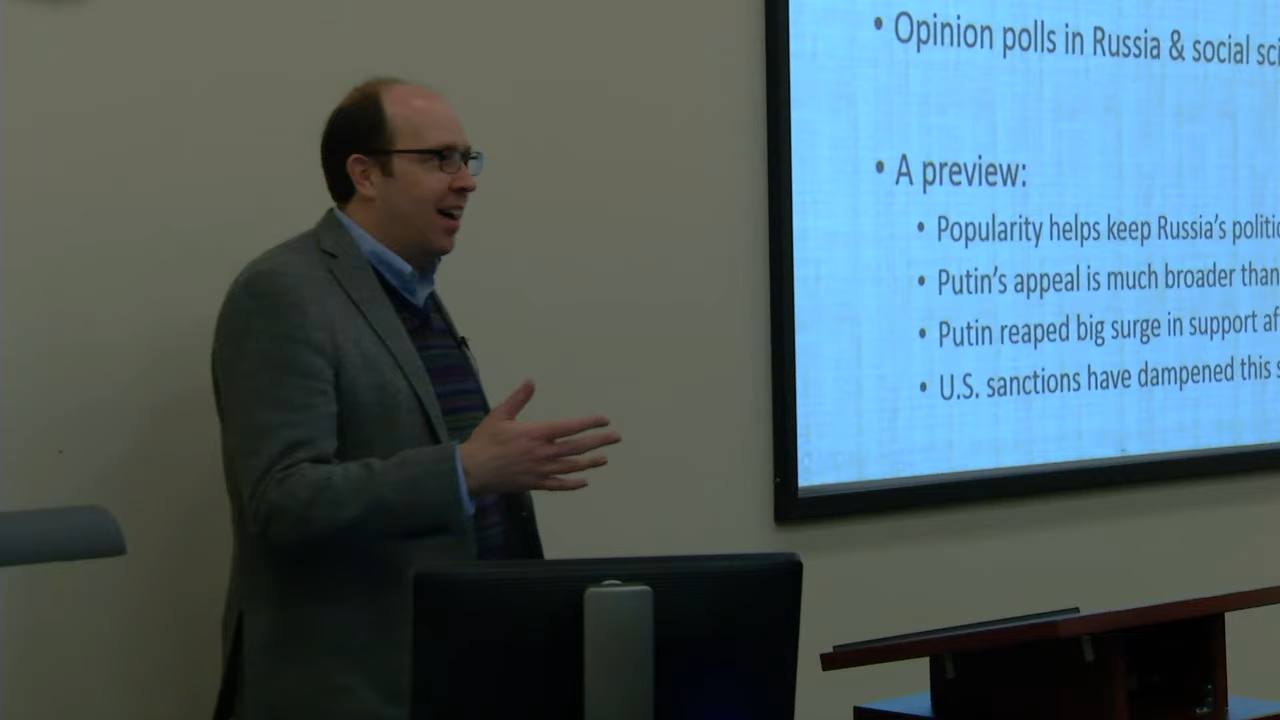 • Opinion polls in Russia & social sci
• A preview:
• Popularity helps keep Russia's politic
• Putin's appeal is much broader than
• Putin reaped big surge in support af
• U.S. sanctions have dampened this s